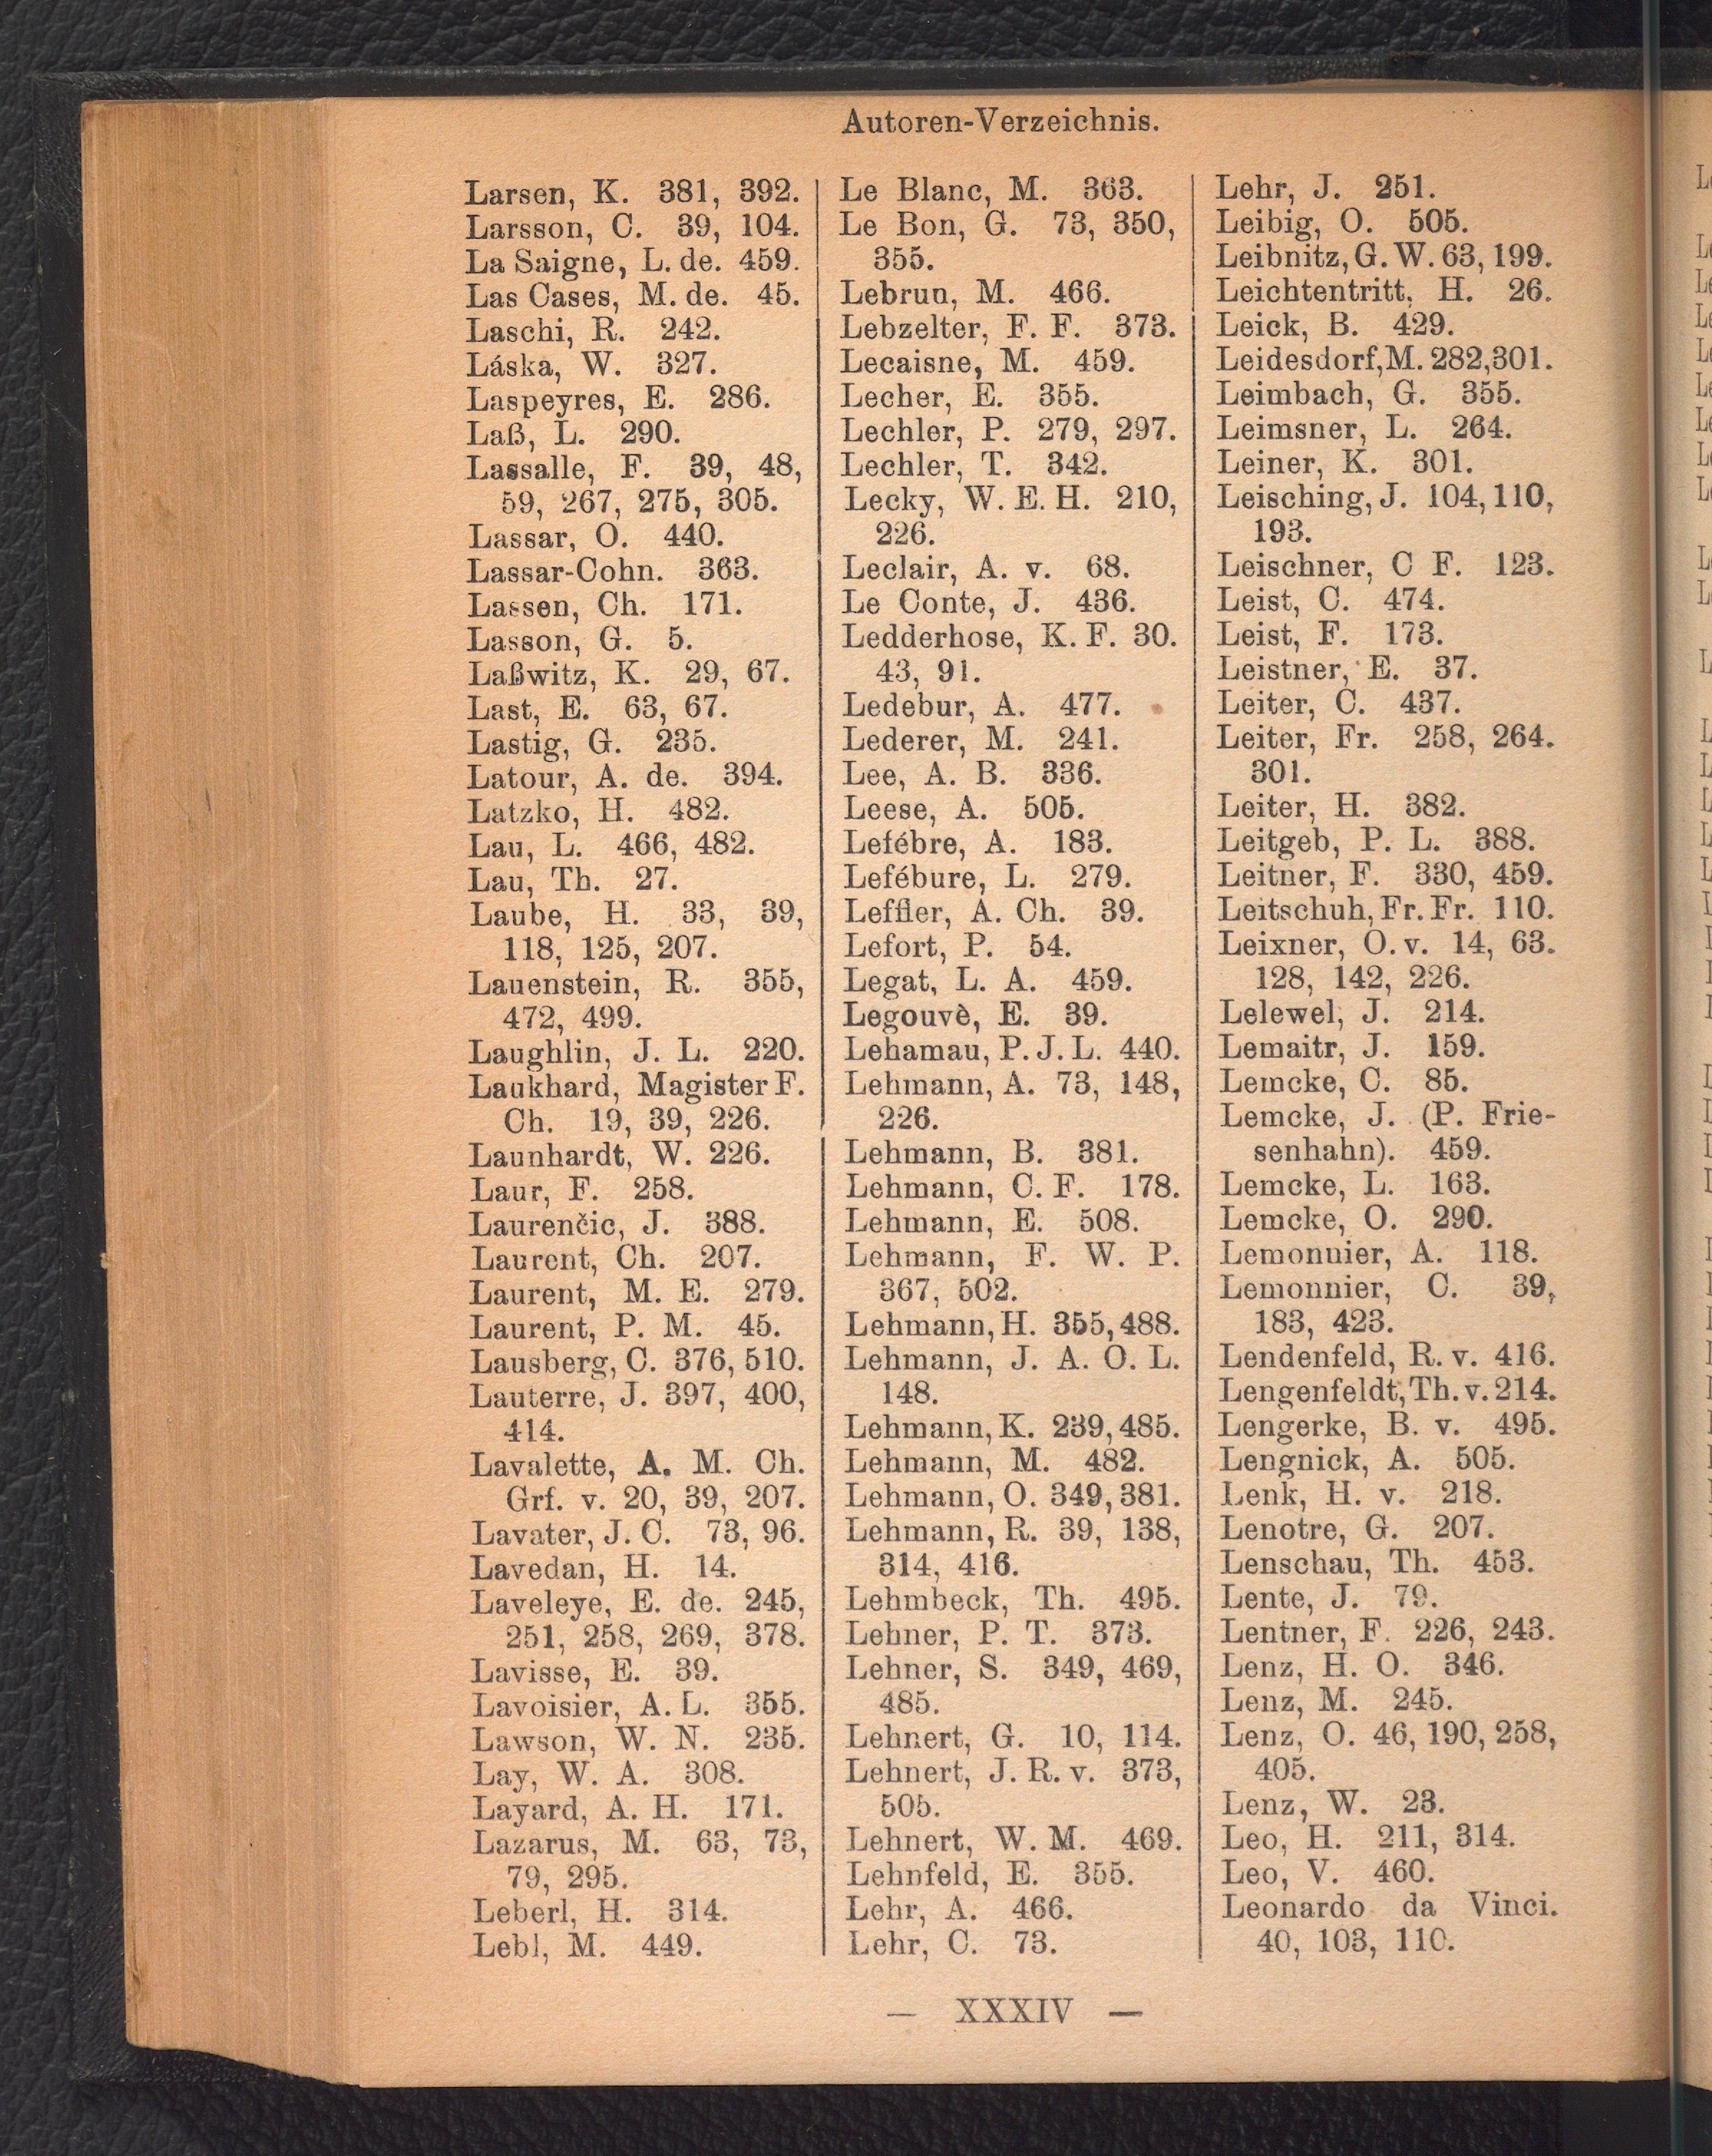 Autoren-Verzeichnis.
Larsen, K. 381, 392.
Larsson, C. 39, 104.
La Saigne, L. de. 459.
Las Cases, M. de. 45.
Laschi, R. 242.
Láska, W. 327.
Laspeyres, E. 286.
Laß, L. 290.
Lassalle, F. 39, 48,
59, 267, 275, 305.
Lassar, O. 440.
Lassar-Cohn. 363.
Lassen, Ch. 171.
Lasson, G. 5.
Laßwitz, K. 29, 67.
Last, E. 63, 67.
Lastig, G. 235.
Latour, A. de. 394.
Latzko, H. 482.
Lau, L. 466, 482.
Lau, Th. 27.
Laube, H. 33, 39,
118, 125, 207.
Lauenstein, R. 355,
472, 499.
Laughlin, J. L. 220.
Laukhard, Magister F.
Ch. 19, 39, 226.
Launhardt, W. 226.
Laur, F. 258.
Laurenčic, J. 388.
Laurent, Ch. 207.
Laurent, M. E. 279.
Laurent, P. M. 45.
Lausberg, C. 376, 510.
Lauterre, J. 397, 400,
414.
Lavalette, A. M. Ch.
Grf. v. 20, 39, 207.
Lavater, J. C. 73, 96.
Lavedan, H. 14.
Laveleye, E. de. 245,
251, 258, 269, 378.
Lavisse, E. 39.
Lavoisier, A. L. 355.
Lawson, W. N. 235.
Lay, W. A. 308.
Layard, A. H. 171.
Lazarus, M. 63, 73,
79, 295.
Leberl, H. 314.
Lebl, M. 449.
Le Blanc, M. 363.
Le Bon, G. 73, 350,
355.
Lebrun, M. 466.
Lebzelter, F. F. 373.
Lecaisne, M. 459.
Lecher, E. 355.
Lechler, P. 279, 297.
Lechler, T. 342.
Lecky, W. E. H. 210,
226.
Leclair, A. v. 68.
Le Conte, J. 436.
Ledderhose, K. F. 30.
43, 91.
Ledebur, A. 477.
Lederer, M. 241.
Lee, A. B. 336.
Leese, A. 505.
Lefébre, A. 183.
Lefébure, L. 279.
Leffler, A. Ch. 39.
Lefort, P. 54.
Legat, L. A. 459.
Legouvè, E. 39.
Lehamau, P. J. L. 440.
Lehmann, A. 73, 148,
226.
Lehmann, B. 381.
Lehmann, C. F. 178.
Lehmann, E. 508.
Lehmann, F. W. P.
367, 502.
Lehmann, H. 355, 488.
Lehmann, J. A. O. L.
148.
Lehmann, K. 239, 485.
Lehmann, M. 482.
Lehmann, O. 349, 381.
Lehmann, R. 39, 138,
314, 416.
Lehmbeck, Th. 495.
Lehner, P. T. 373.
Lehner, S. 349, 469,
485.
Lehnert, G. 10, 114.
Lehnert, J. R. v. 373,
505.
Lehnert, W. M. 469.
Lehnfeld, E. 355.
Lehr, A. 466.
Lehr, C. 73.
Lehr, J. 251.
Leibig, O. 505.
Leibnitz, G. W. 63, 199.
Leichtentritt, H. 26.
Leick, B. 429.
Leidesdorf, M. 282, 301.
Leimbach, G. 355.
Leimsner, L. 264.
Leiner, K. 301.
Leisching, J. 104, 110,
193.
Leischner, C F. 123.
Leist, C. 474.
Leist, F. 173.
Leistner, E. 37.
Leiter, C. 437.
Leiter, Fr. 258, 264.
301.
Leiter, H. 382.
Leitgeb, P. L. 388.
Leitner, F. 330, 459.
Leitschuh, Fr. Fr. 110.
Leixner, O. v. 14, 63.
128, 142, 226.
Lelewel, J. 214.
Lemaitr, J. 159.
Lemcke, C. 85.
Lemcke, J. (P. Frie-
senhahn). 459.
Lemcke, L. 163.
Lemcke, O. 290.
Lemonnier, A. 118.
Lemonnier, C. 39,
183, 423.
Lendenfeld, R. v. 416.
Lengenfeldt, Th. v. 214.
Lengerke, B. v. 495.
Lengnick, A. 505.
Lenk, H. v. 218.
Lenotre, G. 207.
Lenschau, Th. 453.
Lente, J. 79.
Lentner, F. 226, 243.
Lenz, H. O. 346.
Lenz, M. 245.
Lenz, O. 46, 190, 258,
405.
Lenz, W. 23.
Leo, H. 211, 314.
Leo, V. 460.
Leonardo da Vinci.
40, 103, 110.
— XXXIV —